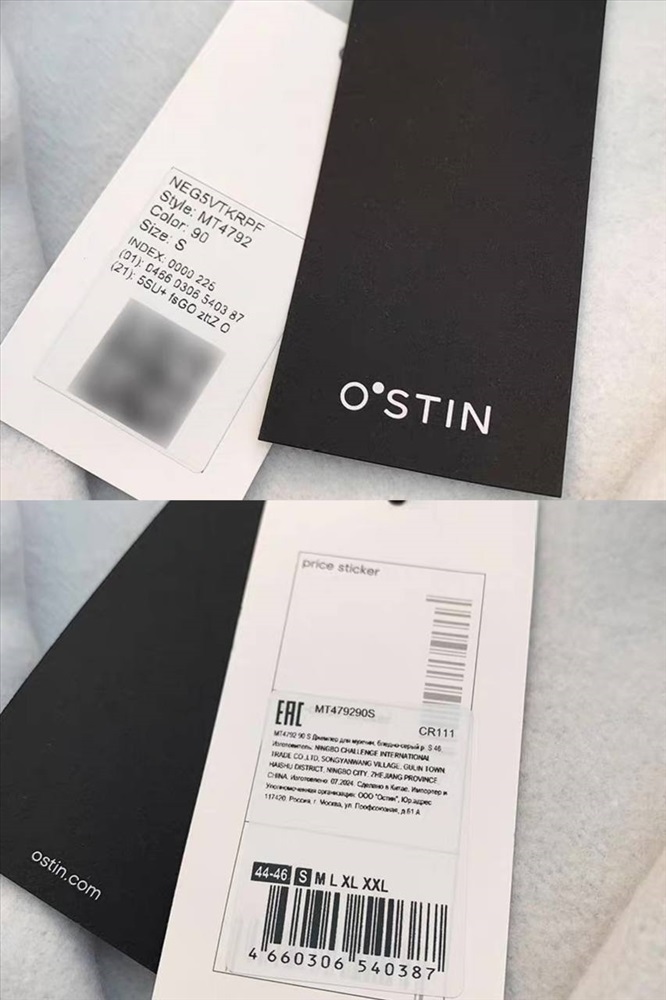 NEG5VTKRPF
Style: MT4792
Color: 90
Size: S
INDEX: 0000 226
(01): 0466 0306 5403 87
(21): 5SU+
O'STIN
price sticker
EAC MT479290S
CR111
MT4792 90 S Джемпер для мужчин, бледно-серый р. S 46.
Изготовитель: NINGBO CHALLENGE INTERNATIONAL
TRADE CO.,LTD, SONGYANWANG VILLAGE, GULIN TOWN,
HAISHU DISTRICT, NINGBO CITY, ZHEJIANG PROVINCE,
CHINA. Изготовлено: 07.2024. Сделано в Китае. Импортер и
Уполномоченная организация: ООО "Остин", Юр.адрес:
117420, Россия, г. Москва, ул. Профсоюзная, д.61 А
ostin.com
44-46 S M L XL XXL
4 660306 540387